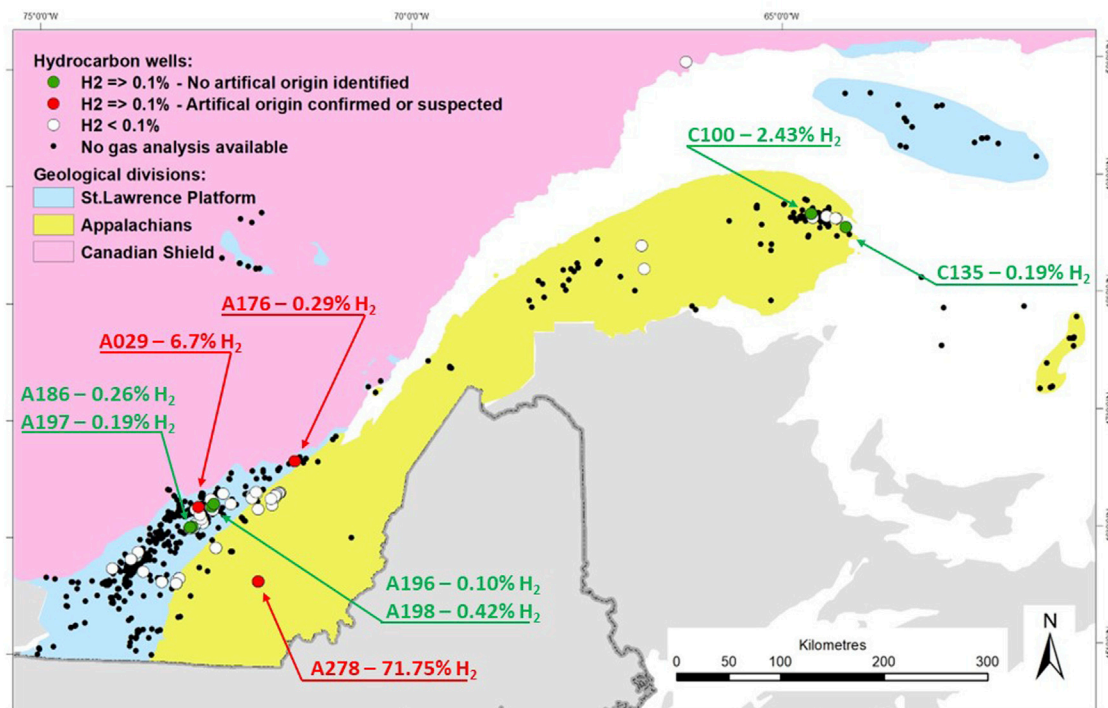 75°0'0"W
70°0'0"W
65°0'0"W
Hydrocarbon wells:
H2 => 0.1% - No artifical origin identified
H2 => 0.1% - Artifical origin confirmed or suspected
H2 < 0.1%
No gas analysis available
Geological divisions:
St.Lawrence Platform
Appalachians
Canadian Shield
C100 – 2.43% H₂
C135 – 0.19% H₂
A176 – 0.29% H₂
A029 – 6.7% H₂
A186 – 0.26% H₂
A197 – 0.19% H₂
A196 – 0.10% H₂
A198 – 0.42% H₂
A278 – 71.75% H₂
N
Kilometres
0 50 100 200 300